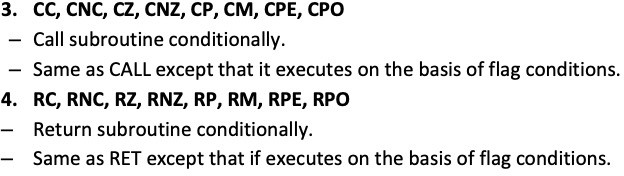 3. CC, CNC, CZ, CNZ, CP, CM, CPE, CPO
– Call subroutine conditionally.
– Same as CALL except that it executes on the basis of flag conditions.
4. RC, RNC, RZ, RNZ, RP, RM, RPE, RPO
– Return subroutine conditionally.
– Same as RET except that if executes on the basis of flag conditions.